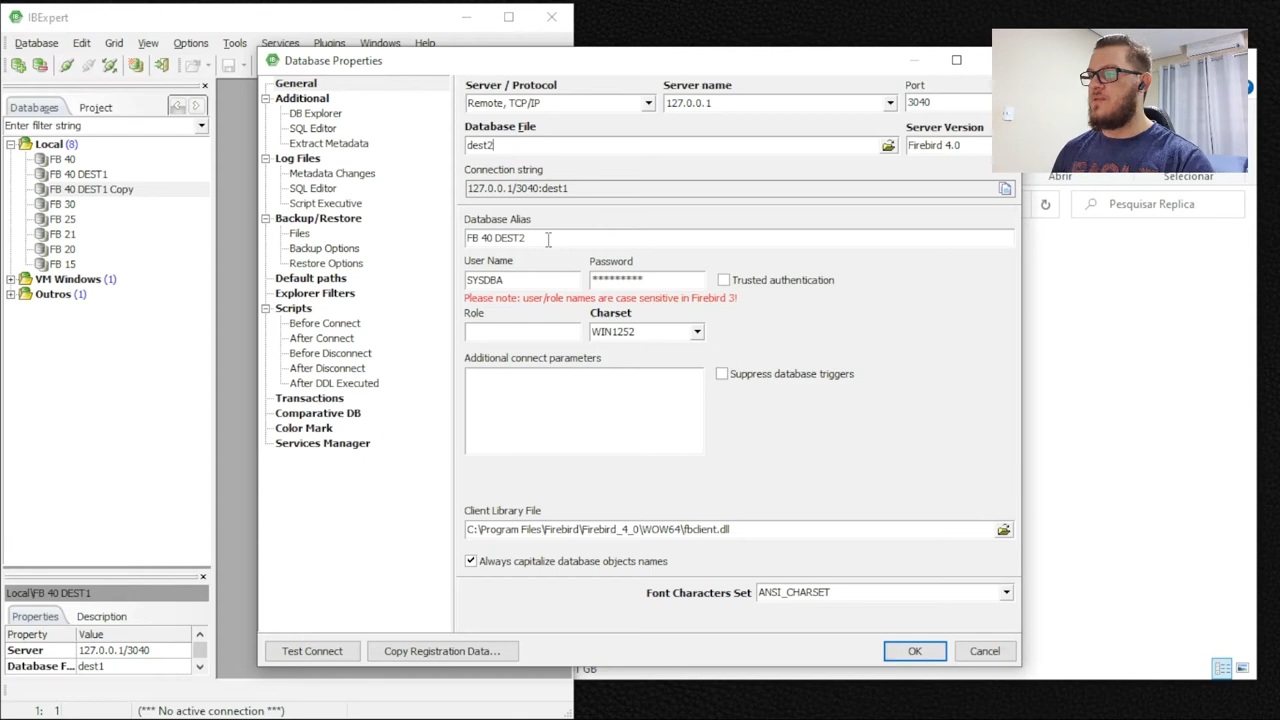 IBExpert
Database Edit Grid View Options Tools Services Plugins Windows Help
Databases Project
Enter filter string
Local (8)
FB 40
FB 40 DEST1
FB 40 DEST1 Copy
FB 30
FB 25
FB 21
FB 20
FB 15
VM Windows (1)
Outros (1)
Local\FB 40 DEST1
Properties Description
Property Value
Server 127.0.0.1/3040
Database F... dest1
1: 1 (*** No active connection ***)
Database Properties
General
Additional
DB Explorer
SQL Editor
Extract Metadata
Log Files
Metadata Changes
SQL Editor
Script Executive
Backup/Restore
Files
Backup Options
Restore Options
Default paths
Explorer Filters
Scripts
Before Connect
After Connect
Before Disconnect
After Disconnect
After DDL Executed
Transactions
Comparative DB
Color Mark
Services Manager
Server / Protocol Server name Port
Remote, TCP/IP 127.0.0.1 3040
Database File Server Version
dest2 Firebird 4.0
Connection string
127.0.0.1/3040:dest1
Database Alias
FB 40 DEST2
User Name Password
SYSDBA ********* Trusted authentication
Please note: user/role names are case sensitive in Firebird 3!
Role Charset
WIN1252
Additional connect parameters
Suppress database triggers
Client Library File
C:\Program Files\Firebird\Firebird_4_0\WOW64\fbclient.dll
Always capitalize database objects names
Font Characters Set ANSI_CHARSET
Test Connect Copy Registration Data... OK Cancel
Abrir Selecionar
Pesquisar Replica
1 GB